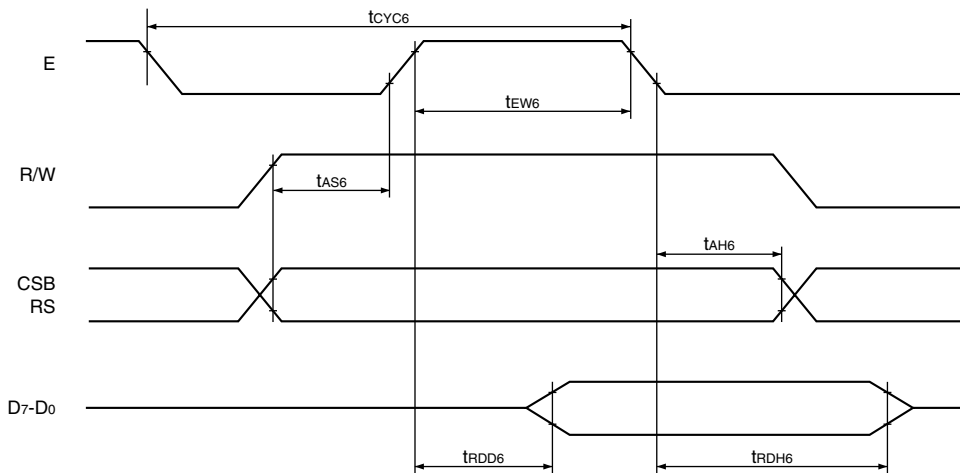 tCYC6
E
tEW6
R/W
tAS6
tAH6
CSB
RS
D7-D0
tRDD6
tRDH6